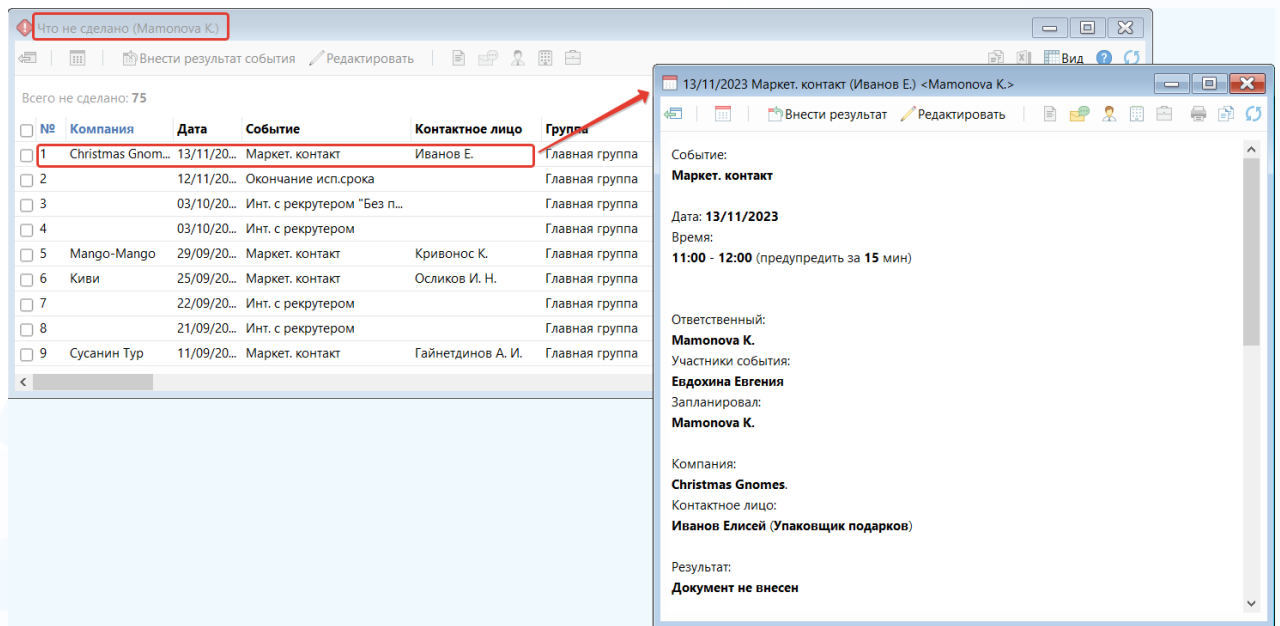 Что не сделано (Mamonova K.)
Внести результат события Редактировать Вид
Всего не сделано: 75
№ Компания Дата Событие Контактное лицо Группа
1 Christmas Gnom... 13/11/20... Маркет. контакт Иванов Е. Главная группа
2 12/11/20... Окончание исп.срока Главная группа
3 03/10/20... Инт. с рекрутером "Без п... Главная группа
4 03/10/20... Инт. с рекрутером Главная группа
5 Mango-Mango 29/09/20... Маркет. контакт Кривонос К. Главная группа
6 Киви 25/09/20... Маркет. контакт Осликов И. Н. Главная группа
7 22/09/20... Инт. с рекрутером Главная группа
8 21/09/20... Инт. с рекрутером Главная группа
9 Сусанин Тур 11/09/20... Маркет. контакт Гайнетдинов А. И. Главная группа
13/11/2023 Маркет. контакт (Иванов Е.) <Mamonova K.>
Внести результат Редактировать
Событие:
Маркет. контакт
Дата: 13/11/2023
Время:
11:00 - 12:00 (предупредить за 15 мин)
Ответственный:
Mamonova K.
Участники события:
Евдохина Евгения
Запланировал:
Mamonova K.
Компания:
Christmas Gnomes.
Контактное лицо:
Иванов Елисей (Упаковщик подарков)
Результат:
Документ не внесен